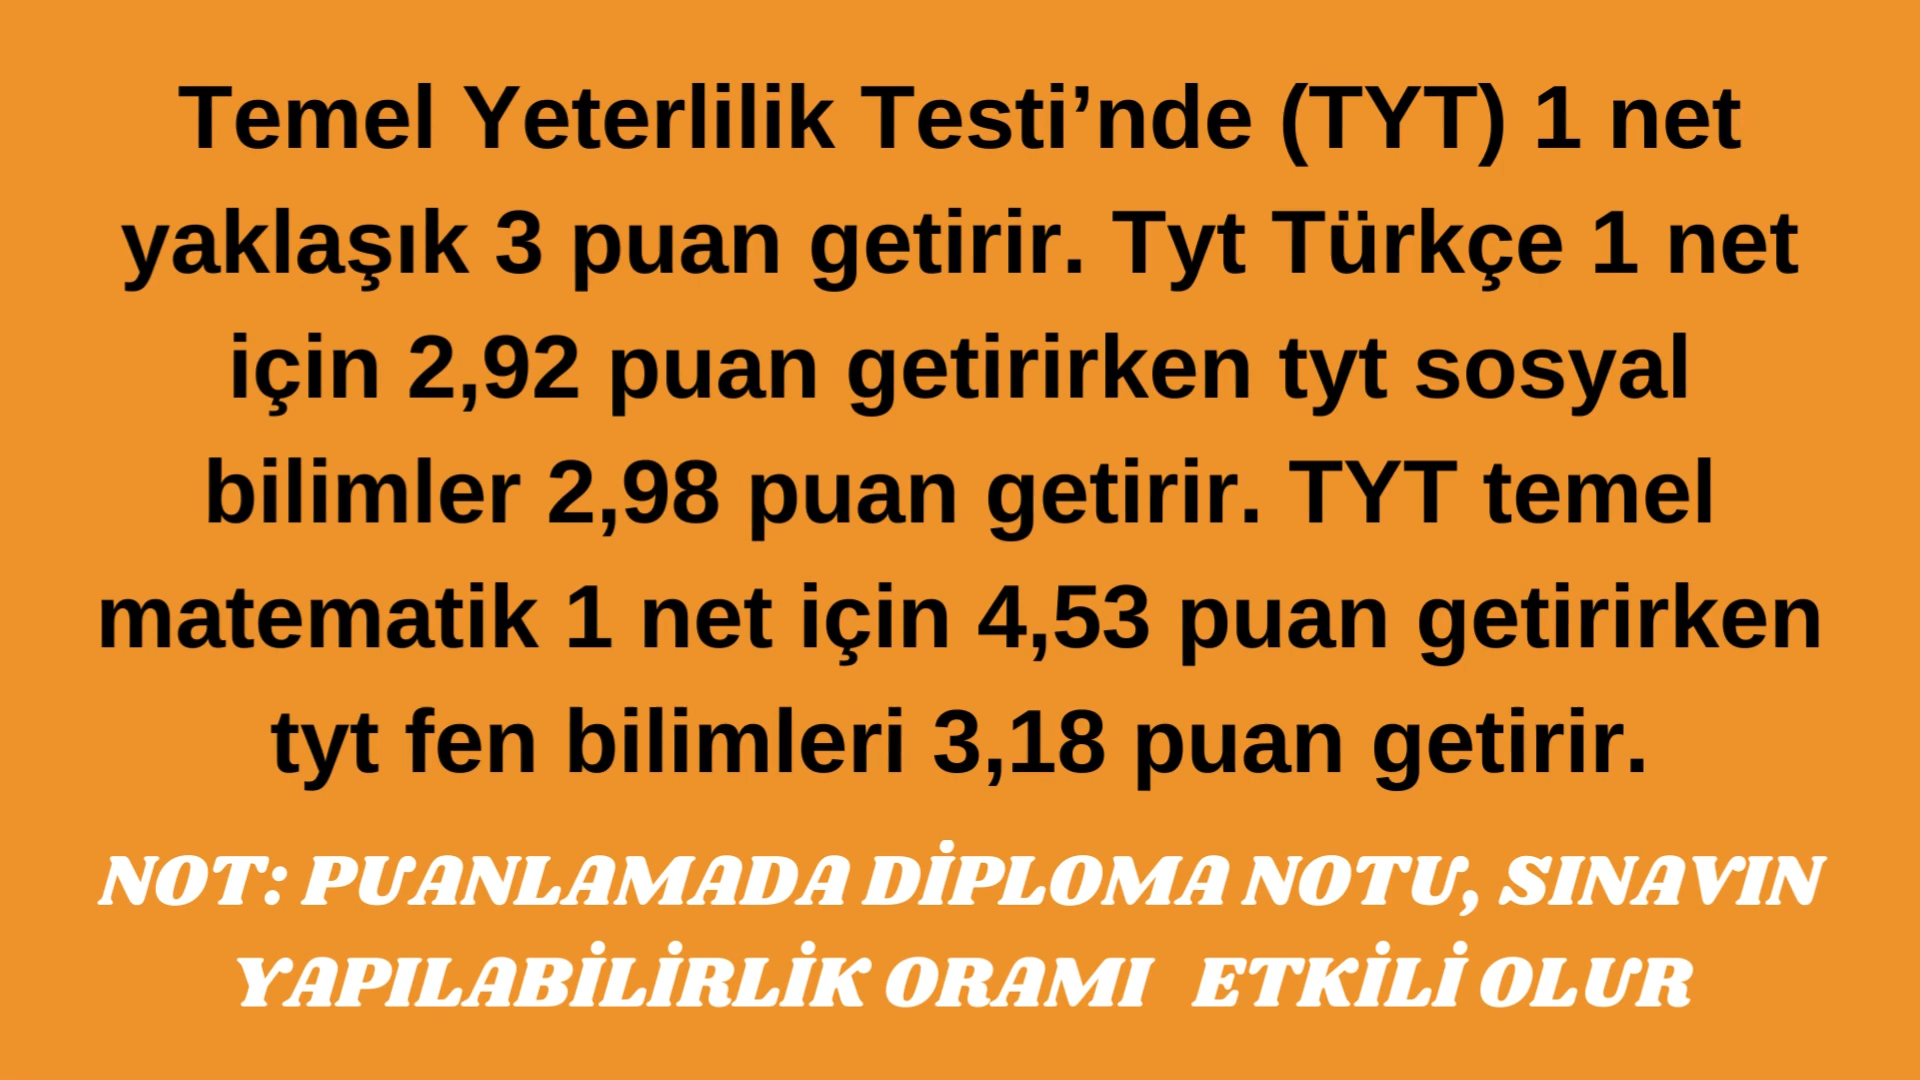 Temel Yeterlilik Testi’nde (TYT) 1 net
yaklaşık 3 puan getirir. Tyt Türkçe 1 net
için 2,92 puan getirirken tyt sosyal
bilimler 2,98 puan getirir. TYT temel
matematik 1 net için 4,53 puan getirirken
tyt fen bilimleri 3,18 puan getirir.
NOT: PUANLAMADA DİPLOMA NOTU, SINAVIN
YAPILABİLİRLİK ORAMI ETKİLİ OLUR